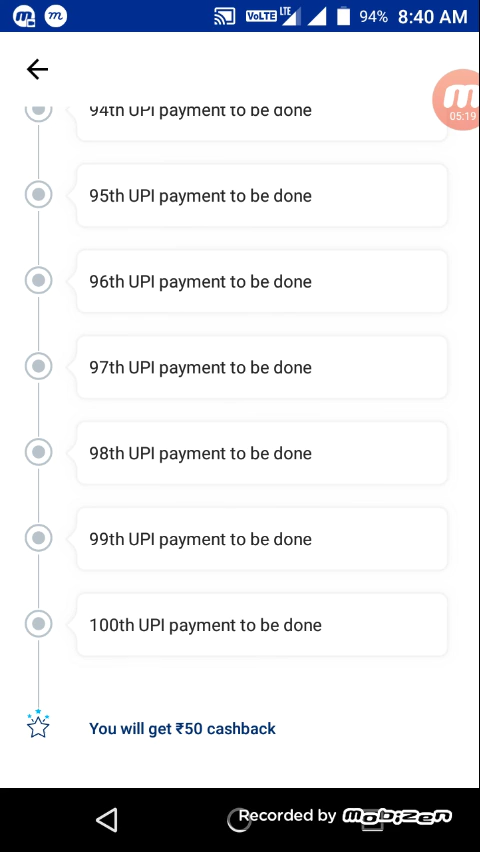 VoLTE LTE 94% 8:40 AM
05:19
94th UPI payment to be done
95th UPI payment to be done
96th UPI payment to be done
97th UPI payment to be done
98th UPI payment to be done
99th UPI payment to be done
100th UPI payment to be done
You will get ₹50 cashback
Recorded by mobizen